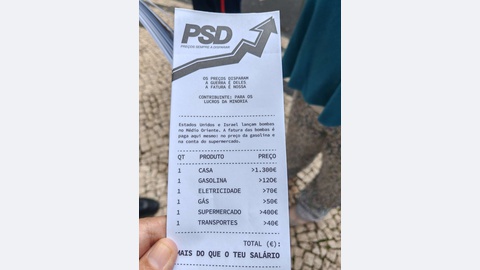 PSD
PREÇOS SEMPRE A DISPARAR
OS PREÇOS DISPARAM
A GUERRA É DELES
A FATURA É NOSSA
CONTRIBUINTE: PARA OS
LUCROS DA MINORIA
Estados Unidos e Israel lançam bombas
no Médio Oriente. A fatura das bombas é
paga aqui mesmo: no preço da gasolina e
na conta do supermercado.
QT PRODUTO PREÇO
1 CASA >1.300€
1 GASOLINA >120€
1 ELETRICIDADE >70€
1 GÁS >50€
1 SUPERMERCADO >400€
1 TRANSPORTES >40€
TOTAL (€):
MAIS DO QUE O TEU SALÁRIO